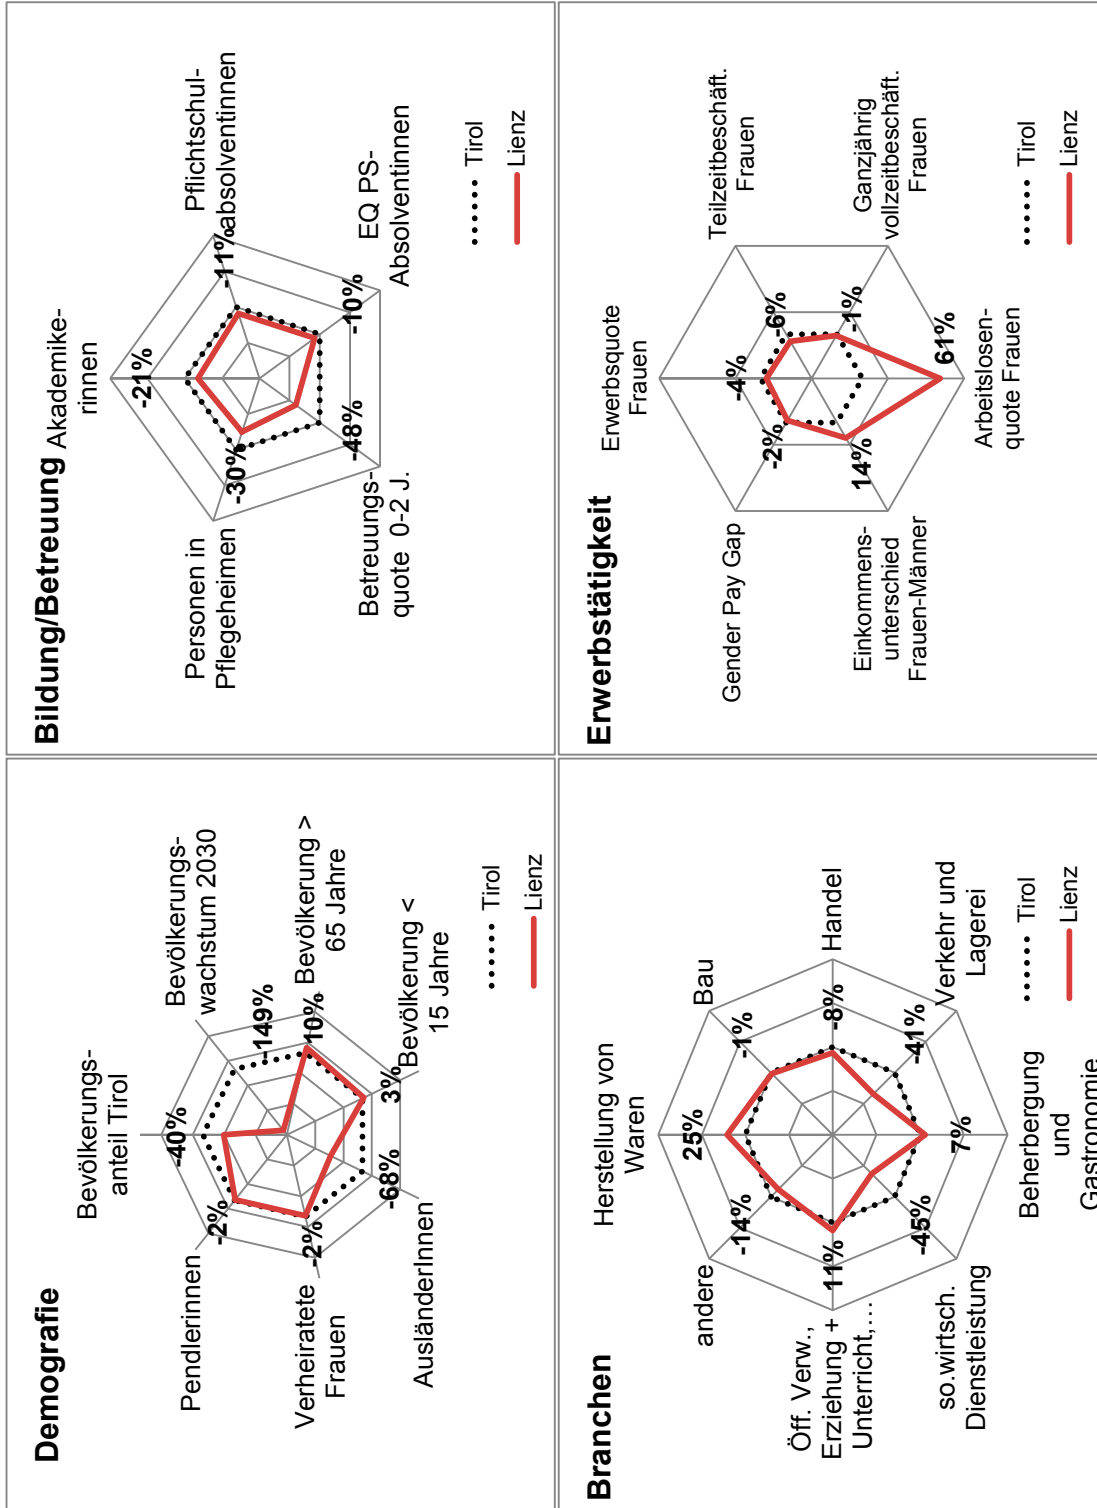 Demografie
Bevölkerungs-
anteil Tirol
Bevölkerungs-
wachstum 2030
Bevölkerung >
65 Jahre
Bevölkerung <
15 Jahre
AusländerInnen
Verheiratete
Frauen
Pendlerinnen
-40%
-149%
10%
3%
-68%
-2%
-2%
Tirol
Lienz
Bildung/Betreuung
Akademike-
rinnen
Pflichtschul-
absolventinnen
EQ PS-
Absolventinnen
Betreuungs-
quote 0-2 J.
Personen in
Pflegeheimen
-21%
-11%
-10%
-48%
-30%
Tirol
Lienz
Branchen
Herstellung von
Waren
Bau
Handel
Verkehr und
Lagerei
Beherbergung
und
Gastronomie
so.wirtsch.
Dienstleistung
Öff. Verw.,
Erziehung +
Unterricht,...
andere
25%
-1%
-8%
-41%
7%
-45%
11%
-14%
Tirol
Lienz
Erwerbstätigkeit
Erwerbsquote
Frauen
Teilzeitbeschäft.
Frauen
Ganzjährig
vollzeitbeschäft.
Frauen
Arbeitslosen-
quote Frauen
Einkommens-
unterschied
Frauen-Männer
Gender Pay Gap
-4%
-6%
-1%
61%
14%
-2%
Tirol
Lienz